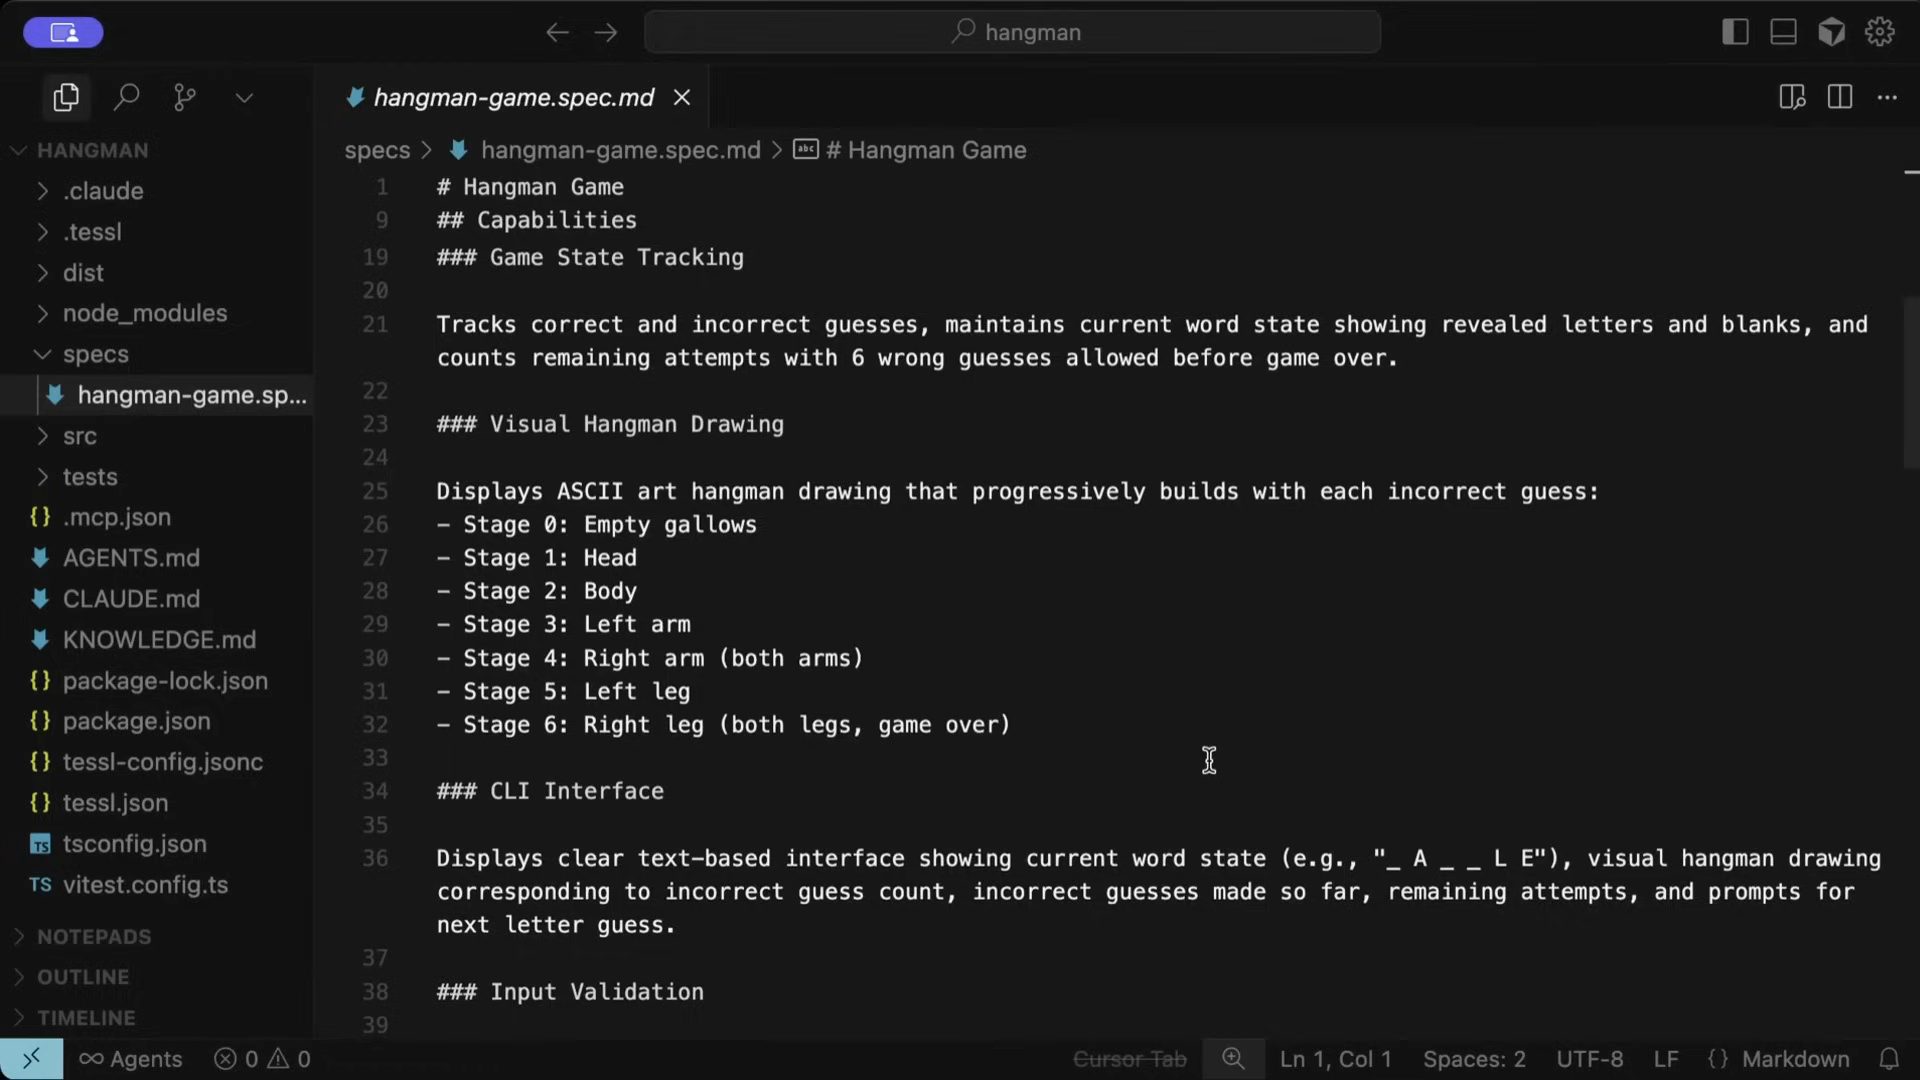 hangman
hangman-game.spec.md
specs > hangman-game.spec.md > # Hangman Game
HANGMAN
.claude
.tessl
dist
node_modules
specs
hangman-game.sp...
src
tests
.mcp.json
AGENTS.md
CLAUDE.md
KNOWLEDGE.md
package-lock.json
package.json
tessl-config.jsonc
tessl.json
TS tsconfig.json
TS vitest.config.ts
NOTEPADS
OUTLINE
TIMELINE
1 # Hangman Game
9 ## Capabilities
19 ### Game State Tracking
20
21 Tracks correct and incorrect guesses, maintains current word state showing revealed letters and blanks, and
counts remaining attempts with 6 wrong guesses allowed before game over.
22
23 ### Visual Hangman Drawing
24
25 Displays ASCII art hangman drawing that progressively builds with each incorrect guess:
26 - Stage 0: Empty gallows
27 - Stage 1: Head
28 - Stage 2: Body
29 - Stage 3: Left arm
30 - Stage 4: Right arm (both arms)
31 - Stage 5: Left leg
32 - Stage 6: Right leg (both legs, game over)
33
34 ### CLI Interface
35
36 Displays clear text-based interface showing current word state (e.g., "_ A _ _ L E"), visual hangman drawing
corresponding to incorrect guess count, incorrect guesses made so far, remaining attempts, and prompts for
next letter guess.
37
38 ### Input Validation
39
Agents 0 0 Cursor Tab Ln 1, Col 1 Spaces: 2 UTF-8 LF {} Markdown